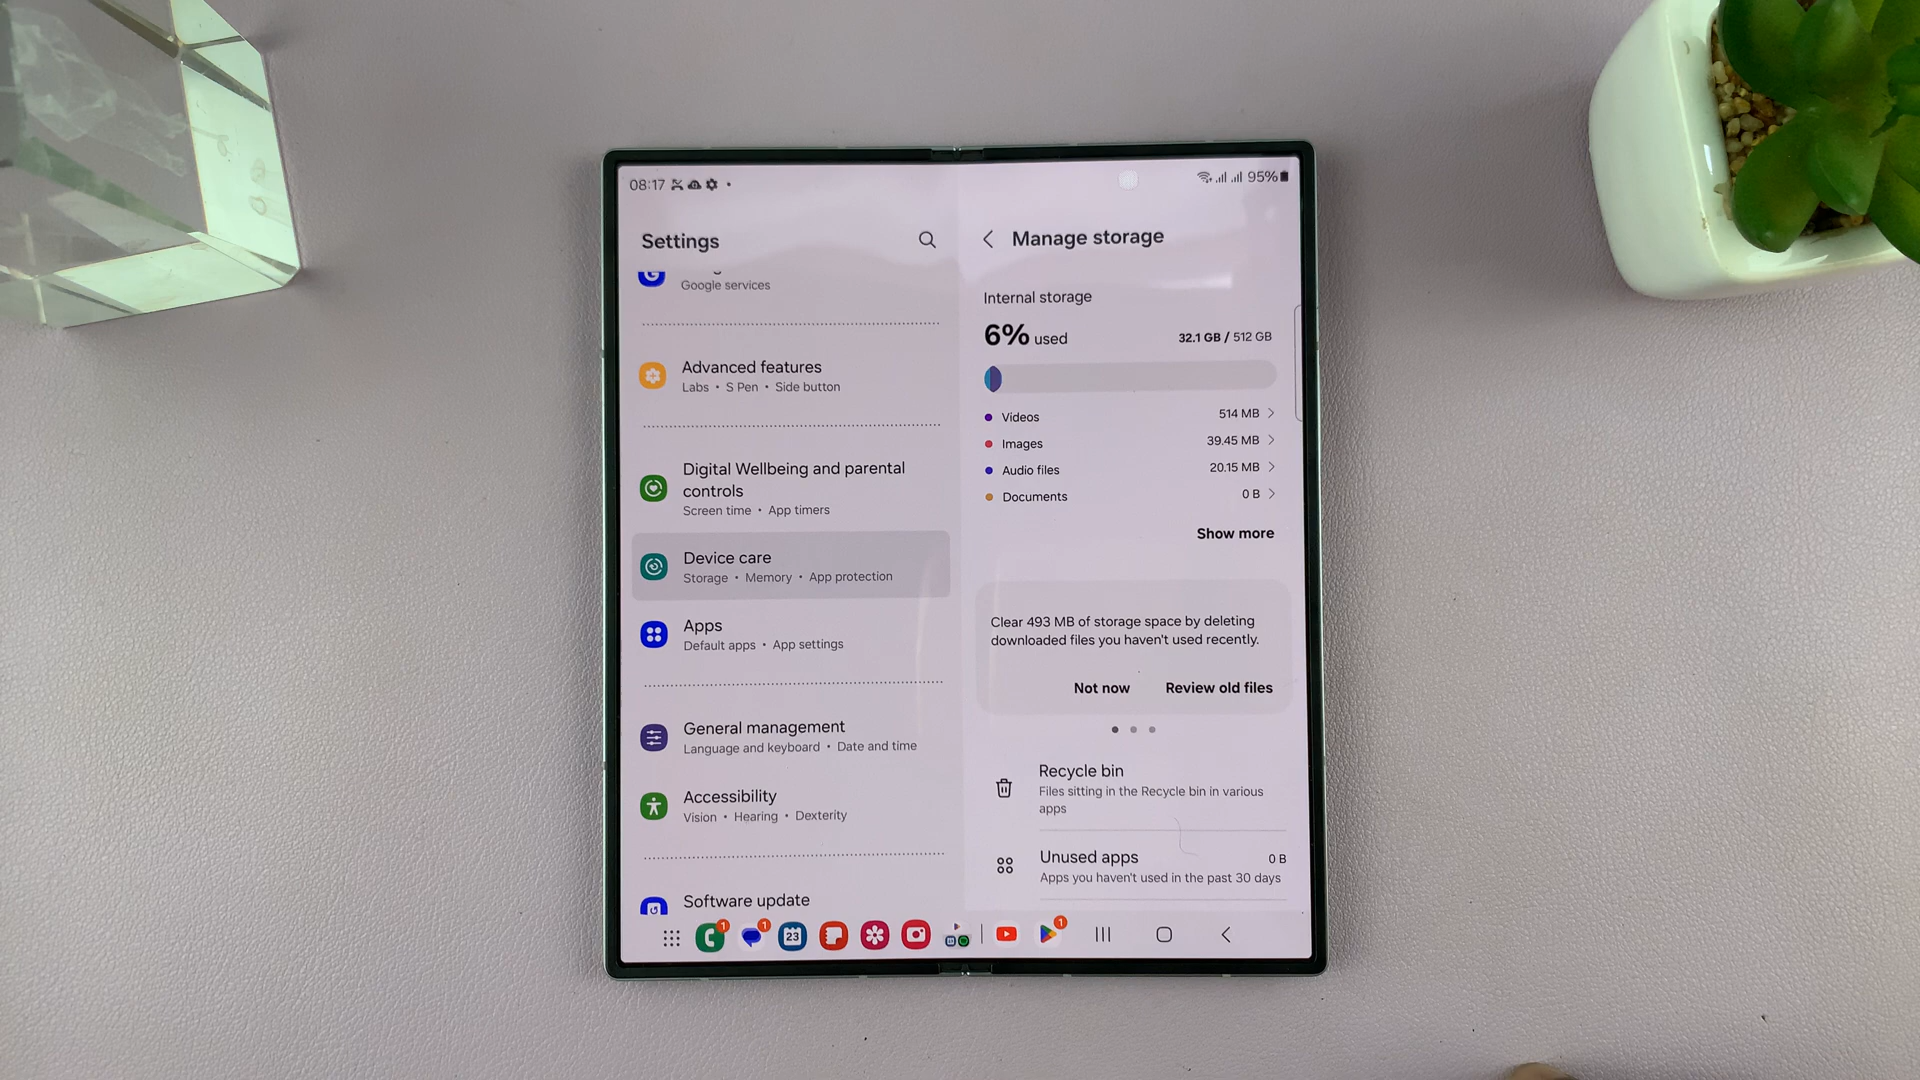 08:17
95%
Settings
Google services
Advanced features
Labs • S Pen • Side button
Digital Wellbeing and parental
controls
Screen time • App timers
Device care
Storage • Memory • App protection
Apps
Default apps • App settings
General management
Language and keyboard • Date and time
Accessibility
Vision • Hearing • Dexterity
Software update
Manage storage
Internal storage
6% used
32.1 GB / 512 GB
Videos 514 MB
Images 39.45 MB
Audio files 20.15 MB
Documents 0 B
Show more
Clear 493 MB of storage space by deleting
downloaded files you haven't used recently.
Not now Review old files
Recycle bin
Files sitting in the Recycle bin in various
apps
Unused apps 0 B
Apps you haven't used in the past 30 days
1
1
23
1